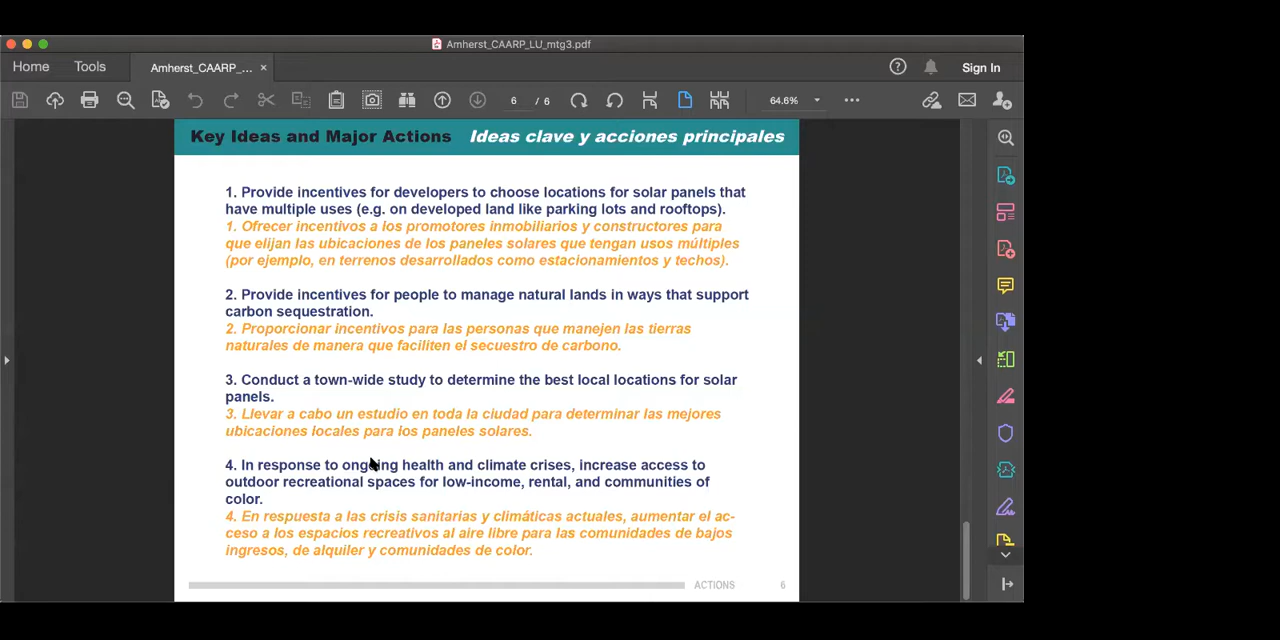 Amherst_CAARP_LU_mtg3.pdf
Home Tools Amherst_CAARP_... × ? Sign In
6 / 6 64.6%
Key Ideas and Major Actions Ideas clave y acciones principales
1. Provide incentives for developers to choose locations for solar panels that
have multiple uses (e.g. on developed land like parking lots and rooftops).
1. Ofrecer incentivos a los promotores inmobiliarios y constructores para
que elijan las ubicaciones de los paneles solares que tengan usos múltiples
(por ejemplo, en terrenos desarrollados como estacionamientos y techos).
2. Provide incentives for people to manage natural lands in ways that support
carbon sequestration.
2. Proporcionar incentivos para las personas que manejen las tierras
naturales de manera que faciliten el secuestro de carbono.
3. Conduct a town-wide study to determine the best local locations for solar
panels.
3. Llevar a cabo un estudio en toda la ciudad para determinar las mejores
ubicaciones locales para los paneles solares.
4. In response to ongoing health and climate crises, increase access to
outdoor recreational spaces for low-income, rental, and communities of
color.
4. En respuesta a las crisis sanitarias y climáticas actuales, aumentar el ac-
ceso a los espacios recreativos al aire libre para las comunidades de bajos
ingresos, de alquiler y comunidades de color.
ACTIONS 6